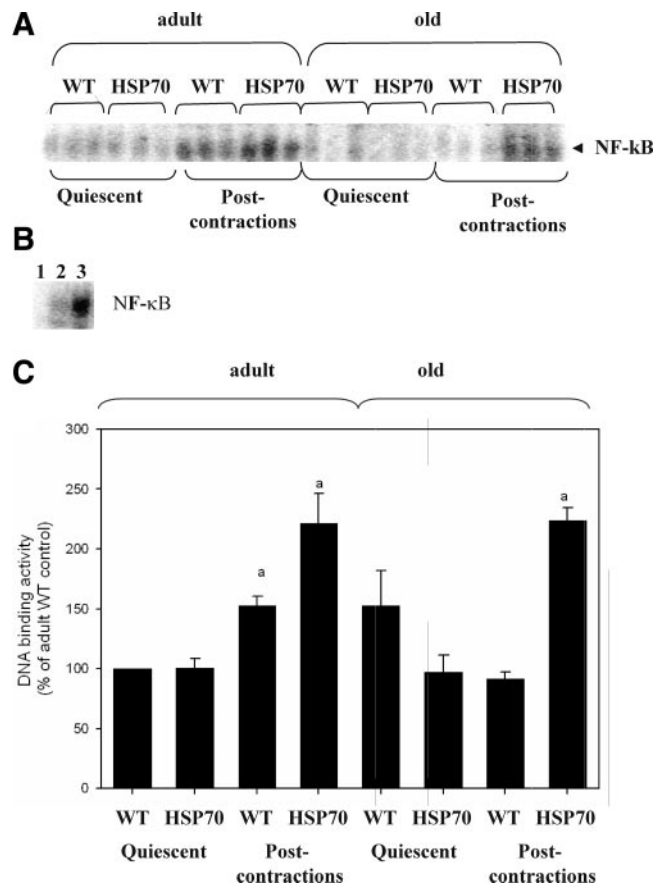 A
adult old
WT HSP70 WT HSP70 WT HSP70 WT HSP70
NF-kB
Quiescent Post-contractions Quiescent Post-contractions
B
1 2 3
NF-κB
C
adult old
DNA binding activity
(% of adult WT control)
300
250
200
150
100
50
0
a
a
a
WT HSP70 WT HSP70 WT HSP70 WT HSP70
Quiescent Post-contractions Quiescent Post-contractions